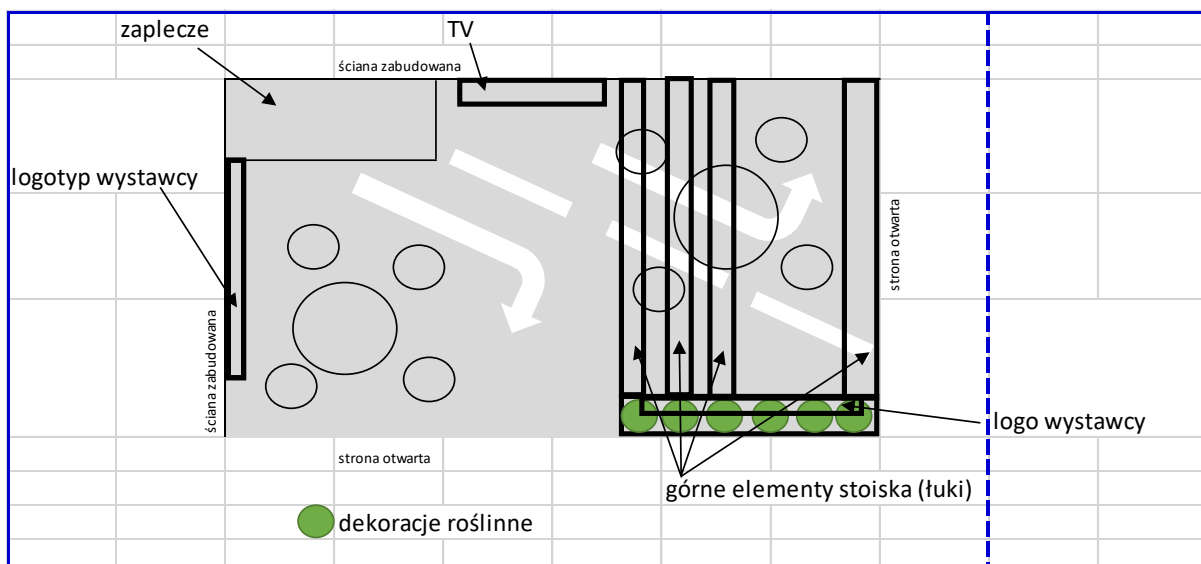 zaplecze
TV
ściana zabudowana
logotyp wystawcy
strona otwarta
ściana zabudowana
logo wystawcy
strona otwarta
górne elementy stoiska (łuki)
dekoracje roślinne